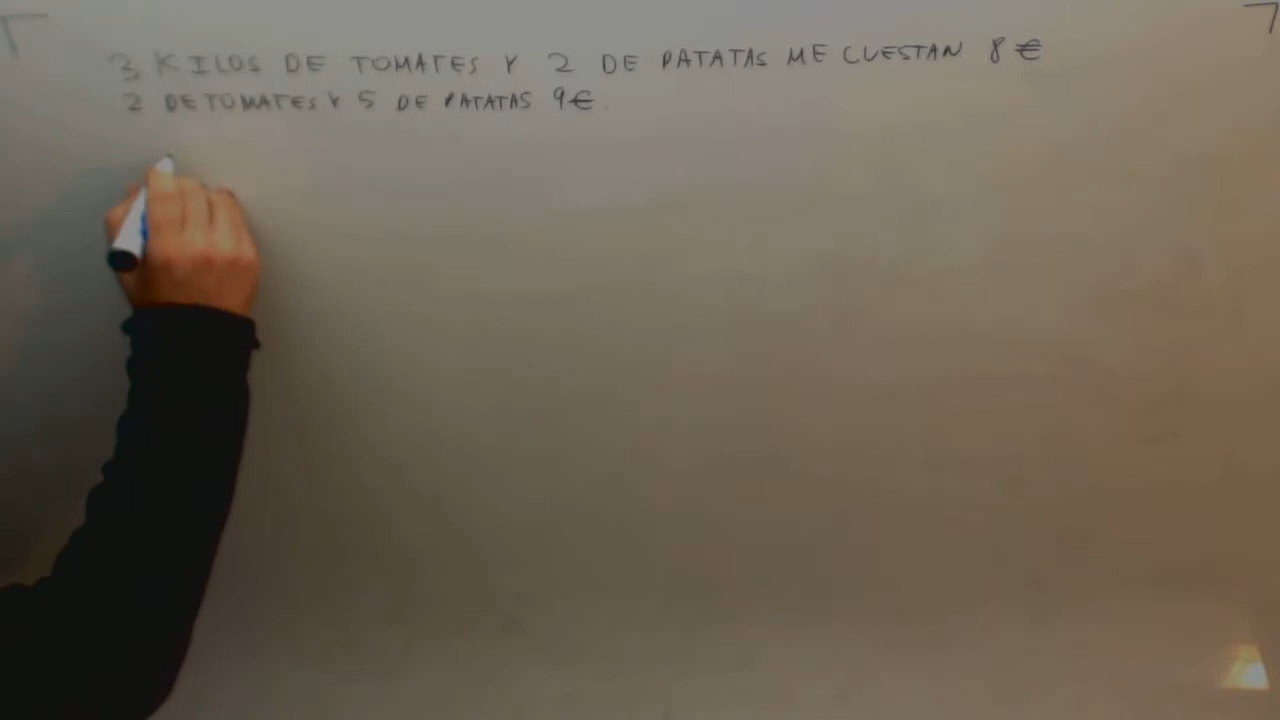 3 KILOS DE TOMATES Y 2 DE PATATAS ME CUESTAN 8 €
2 DE TOMATES Y 5 DE PATATAS 9€.